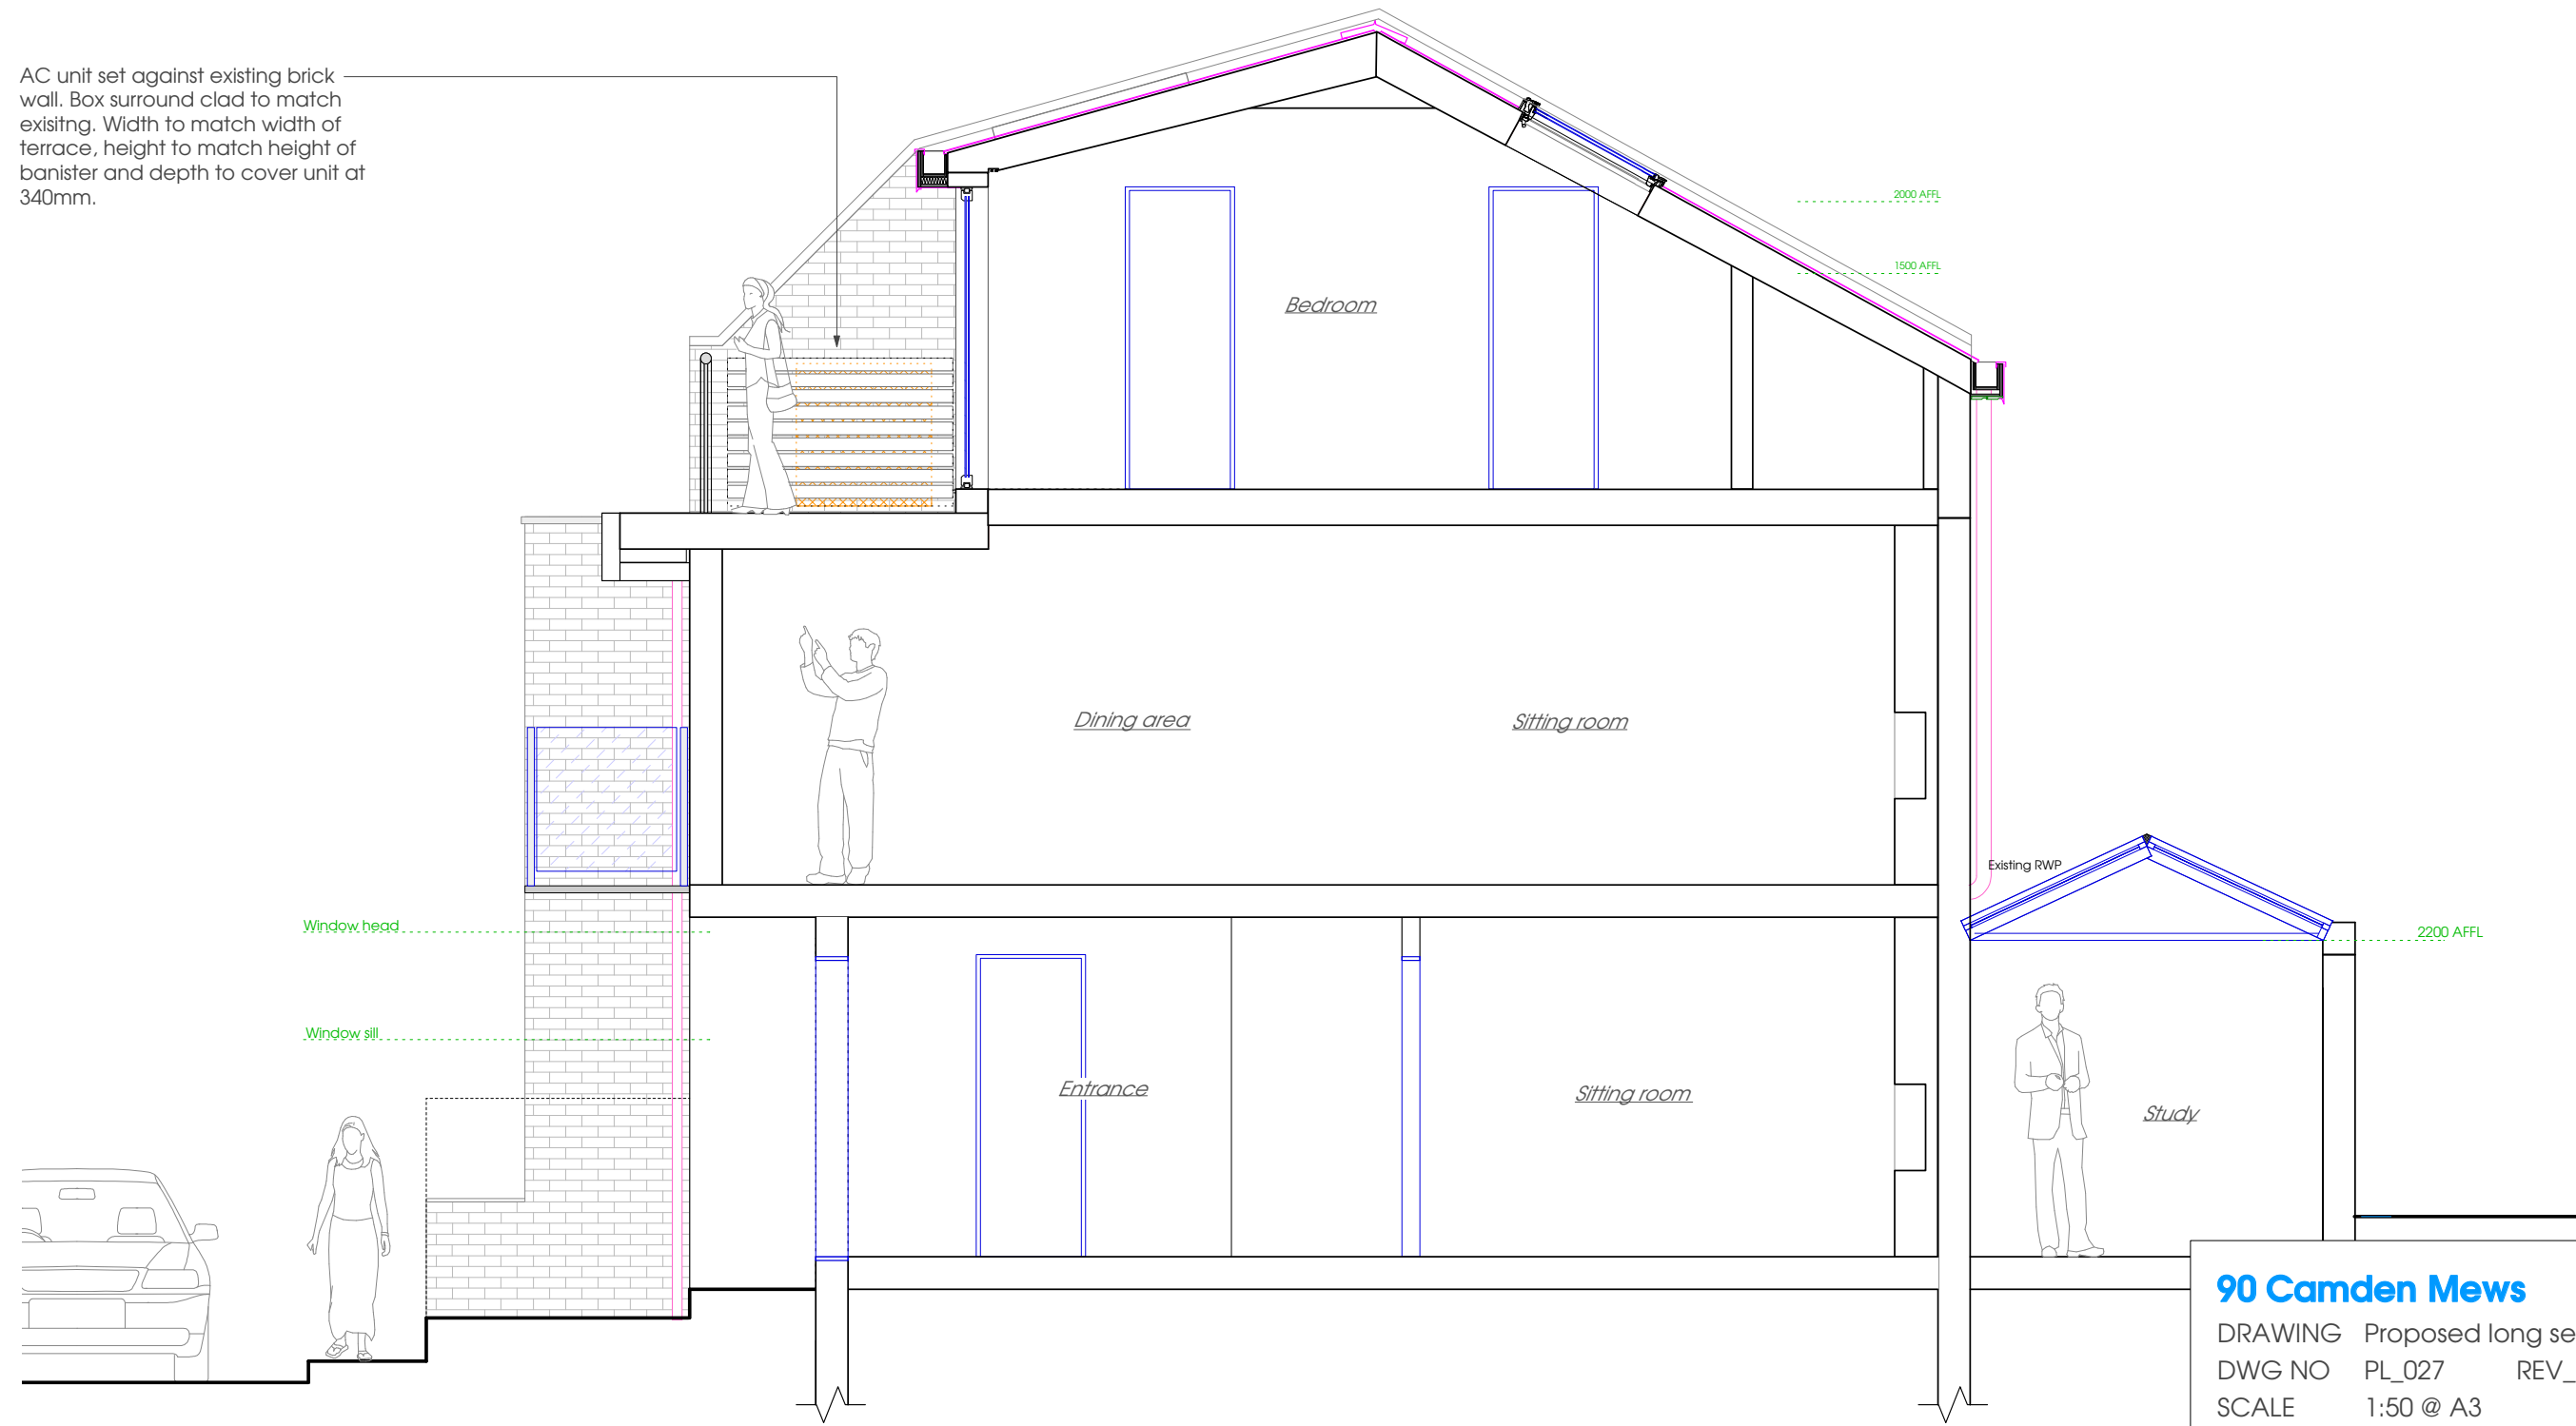 AC unit set against existing brick
wall. Box surround clad to match
exisitng. Width to match width of
terrace, height to match height of
banister and depth to cover unit at
340mm.
2000 AFFL
1500 AFFL
Bedroom
Dining area
Sitting room
Existing RWP
Window head
2200 AFFL
Window sill
Entrance
Sitting room
Study
90 Camden Mews
DRAWING Proposed long se
DWG NO PL_027 REV_
SCALE 1:50 @ A3